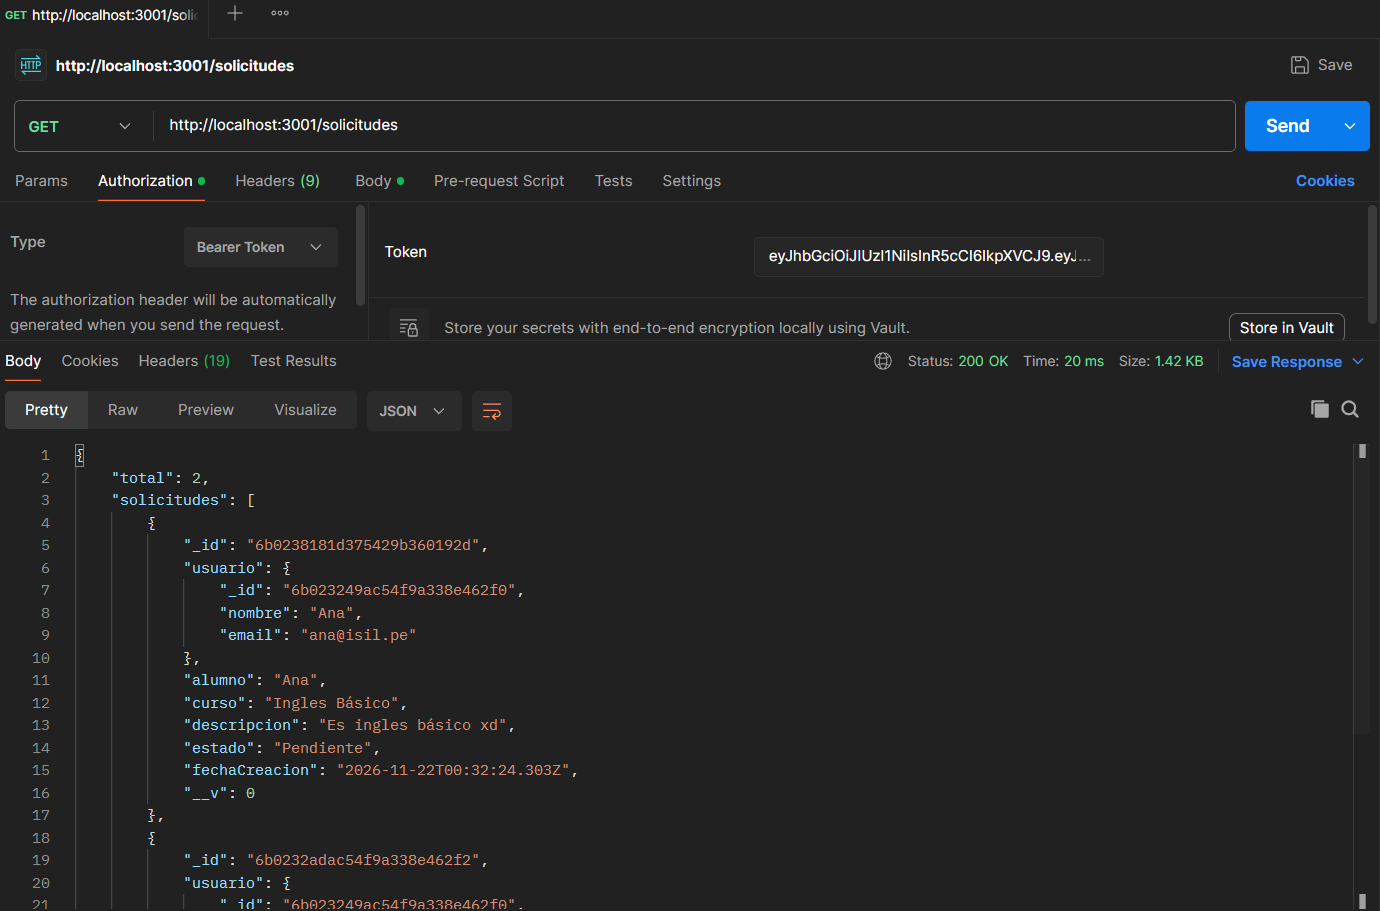 GET http://localhost:3001/soli
http://localhost:3001/solicitudes
Save
GET http://localhost:3001/solicitudes Send
Params Authorization Headers (9) Body Pre-request Script Tests Settings Cookies
Type Bearer Token
The authorization header will be automatically
generated when you send the request.
Token eyJhbGciOiJIUzI1NiIsInR5cCI6IkpXVCJ9.eyJ...
Store your secrets with end-to-end encryption locally using Vault. Store in Vault
Body Cookies Headers (19) Test Results Status: 200 OK Time: 20 ms Size: 1.42 KB Save Response
Pretty Raw Preview Visualize JSON
1 {
2 "total": 2,
3 "solicitudes": [
4 {
5 "_id": "6b0238181d375429b360192d",
6 "usuario": {
7 "_id": "6b023249ac54f9a338e462f0",
8 "nombre": "Ana",
9 "email": "ana@isil.pe"
10 },
11 "alumno": "Ana",
12 "curso": "Ingles Básico",
13 "descripcion": "Es ingles básico xd",
14 "estado": "Pendiente",
15 "fechaCreacion": "2026-11-22T00:32:24.303Z",
16 "__v": 0
17 },
18 {
19 "_id": "6b0232adac54f9a338e462f2",
20 "usuario": {
21 "_id": "6b023249ac54f9a338e462f0",